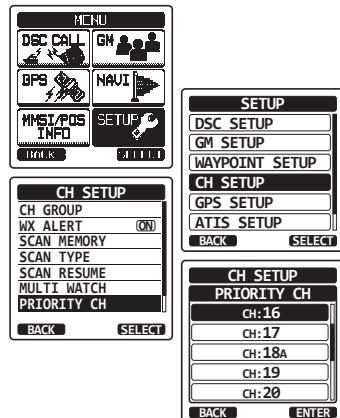 MENU
DSC CALL
GM
GPS
NAVI
MMSI/POS
INFO
SETUP
BACK
SELECT
SETUP
DSC SETUP
GM SETUP
WAYPOINT SETUP
CH SETUP
GPS SETUP
ATIS SETUP
BACK
SELECT
CH SETUP
CH GROUP
WX ALERT ON
SCAN MEMORY
SCAN TYPE
SCAN RESUME
MULTI WATCH
PRIORITY CH
BACK
SELECT
CH SETUP
PRIORITY CH
CH:16
CH:17
CH:18A
CH:19
CH:20
BACK
ENTER